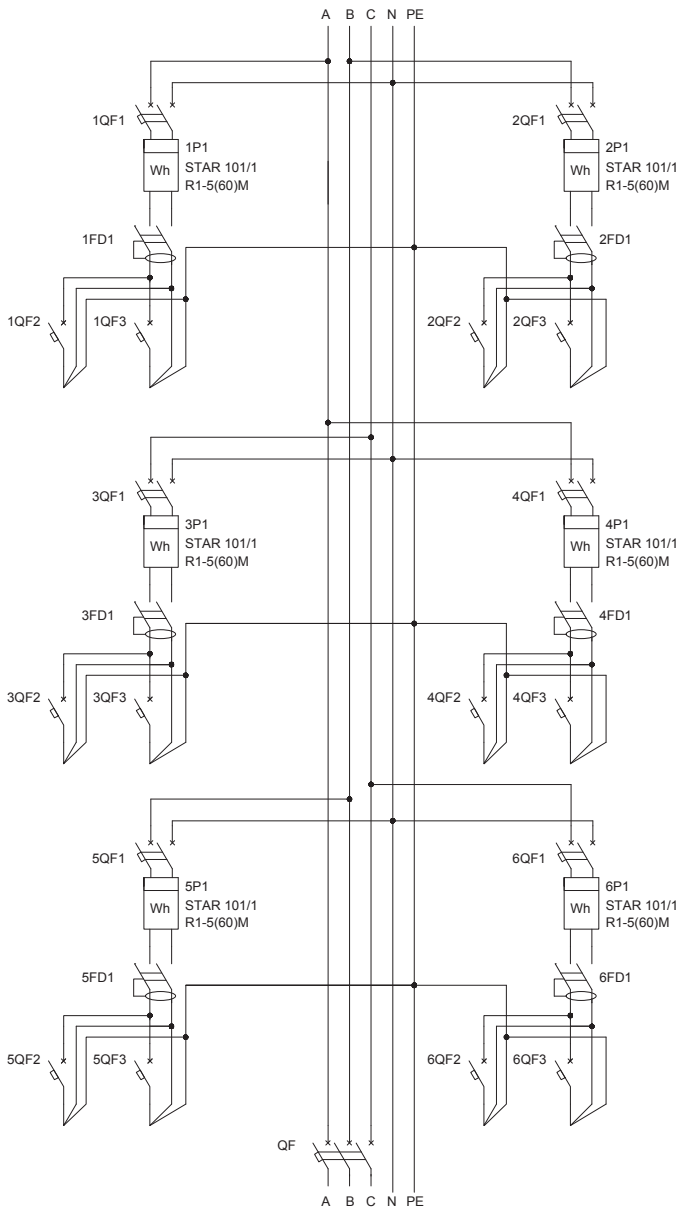 A B C N PE
1QF1
1P1
Wh
STAR 101/1
R1-5(60)M
2QF1
2P1
Wh
STAR 101/1
R1-5(60)M
1FD1
2FD1
1QF2
1QF3
2QF2
2QF3
3QF1
3P1
Wh
STAR 101/1
R1-5(60)M
4QF1
4P1
Wh
STAR 101/1
R1-5(60)M
3FD1
4FD1
3QF2
3QF3
4QF2
4QF3
5QF1
5P1
Wh
STAR 101/1
R1-5(60)M
6QF1
6P1
Wh
STAR 101/1
R1-5(60)M
5FD1
6FD1
5QF2
5QF3
6QF2
6QF3
QF
A B C N PE